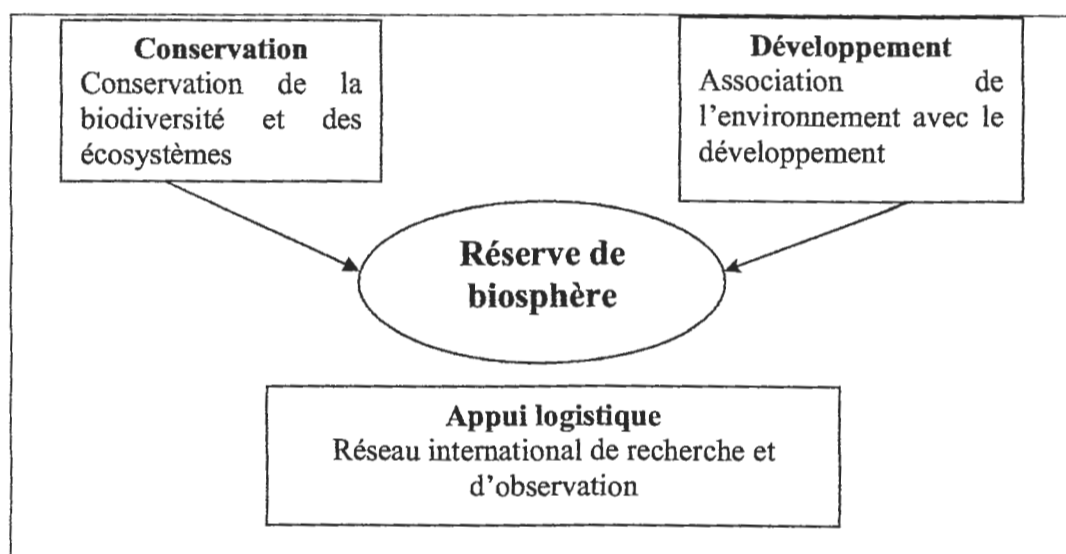 Conservation
Conservation de la
biodiversité et des
écosystèmes
Développement
Association de
l'environnement avec le
développement
Réserve de
biosphère
Appui logistique
Réseau international de recherche et
d'observation